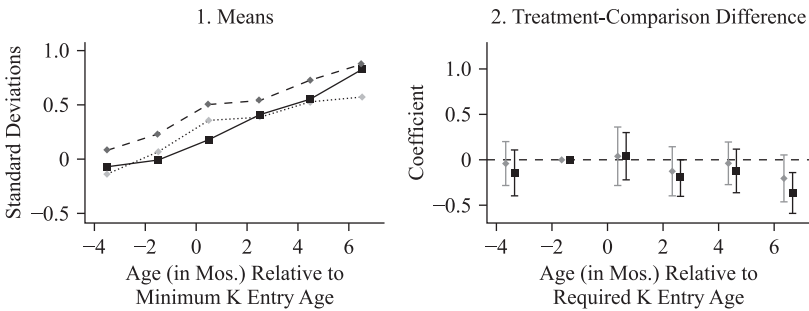 1. Means
Standard Deviations
1.0
0.5
0
−0.5
−4 −2 0 2 4 6
Age (in Mos.) Relative to
Minimum K Entry Age
2. Treatment-Comparison Difference
Coefficient
1.0
0.5
0
−0.5
−4 −2 0 2 4 6
Age (in Mos.) Relative to
Required K Entry Age